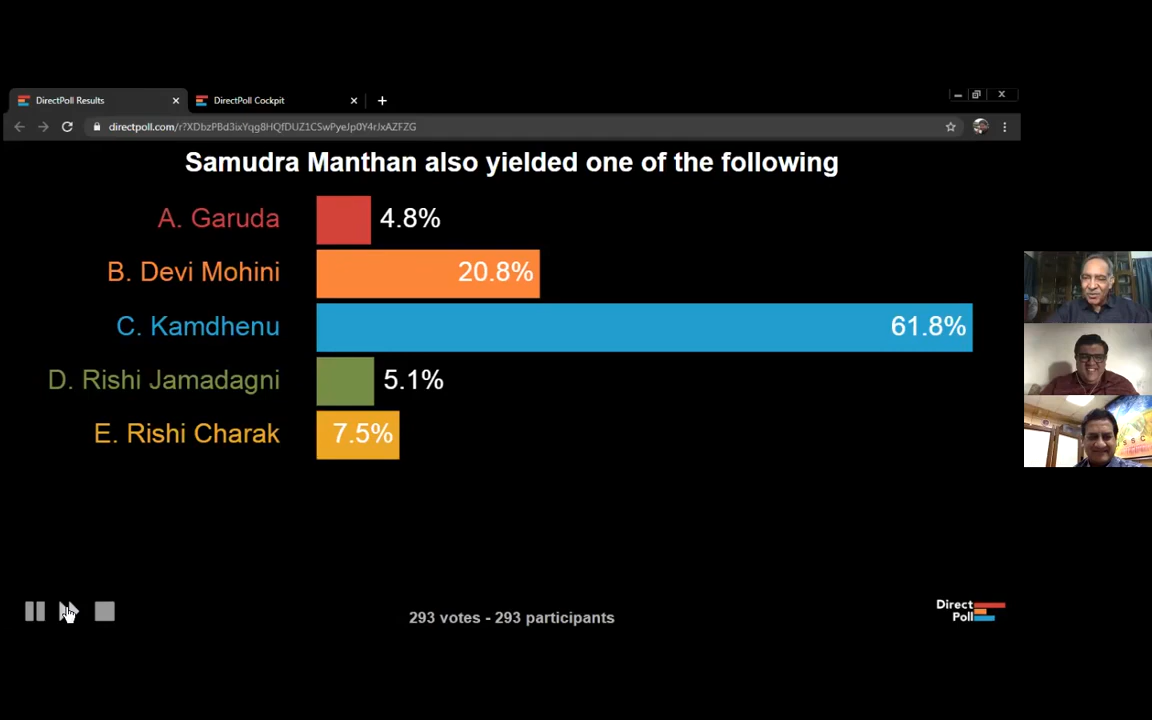 DirectPoll Results
DirectPoll Cockpit
directpoll.com/r?XDbzPBd3ixYqg8HQfDUZ1CSwPyeJp0Y4rJxAZFZG
Samudra Manthan also yielded one of the following
A. Garuda 4.8%
B. Devi Mohini 20.8%
C. Kamdhenu 61.8%
D. Rishi Jamadagni 5.1%
E. Rishi Charak 7.5%
293 votes - 293 participants
Direct
Poll